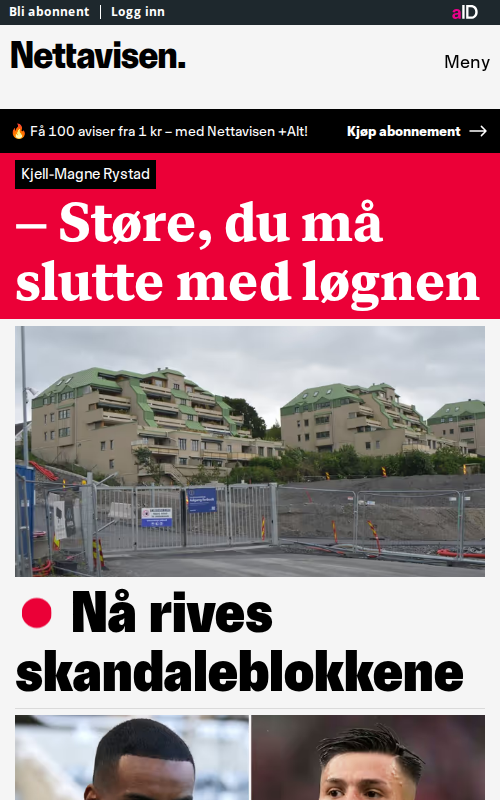 Bli abonnent
Logg inn
aID
Nettavisen.
Meny
🔥 Få 100 aviser fra 1 kr – med Nettavisen +Alt!
Kjøp abonnement →
Kjell-Magne Rystad
– Støre, du må
slutte med løgnen
Nå rives
skandaleblokkene